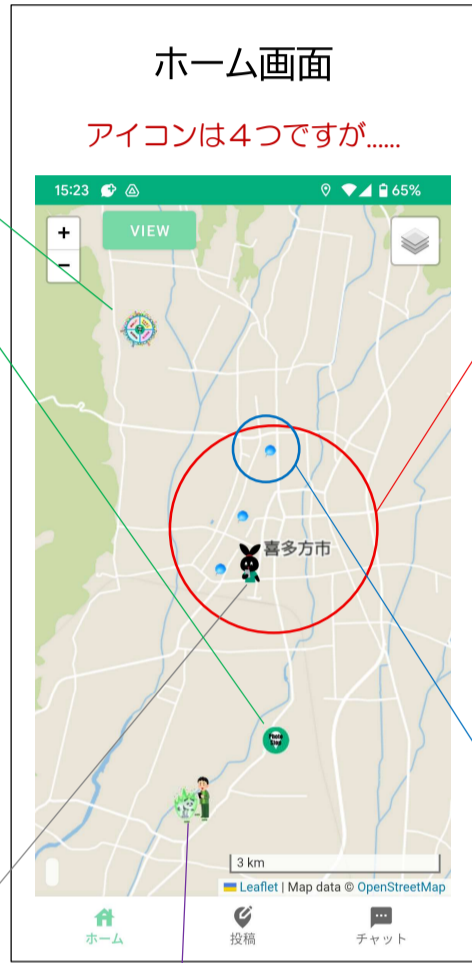 ホーム画面
アイコンは４つですが......
15:23
65%
+
VIEW
−
喜多方市
Photo
Stop
3 km
Leaflet | Map data © OpenStreetMap
ホーム
投稿
チャット